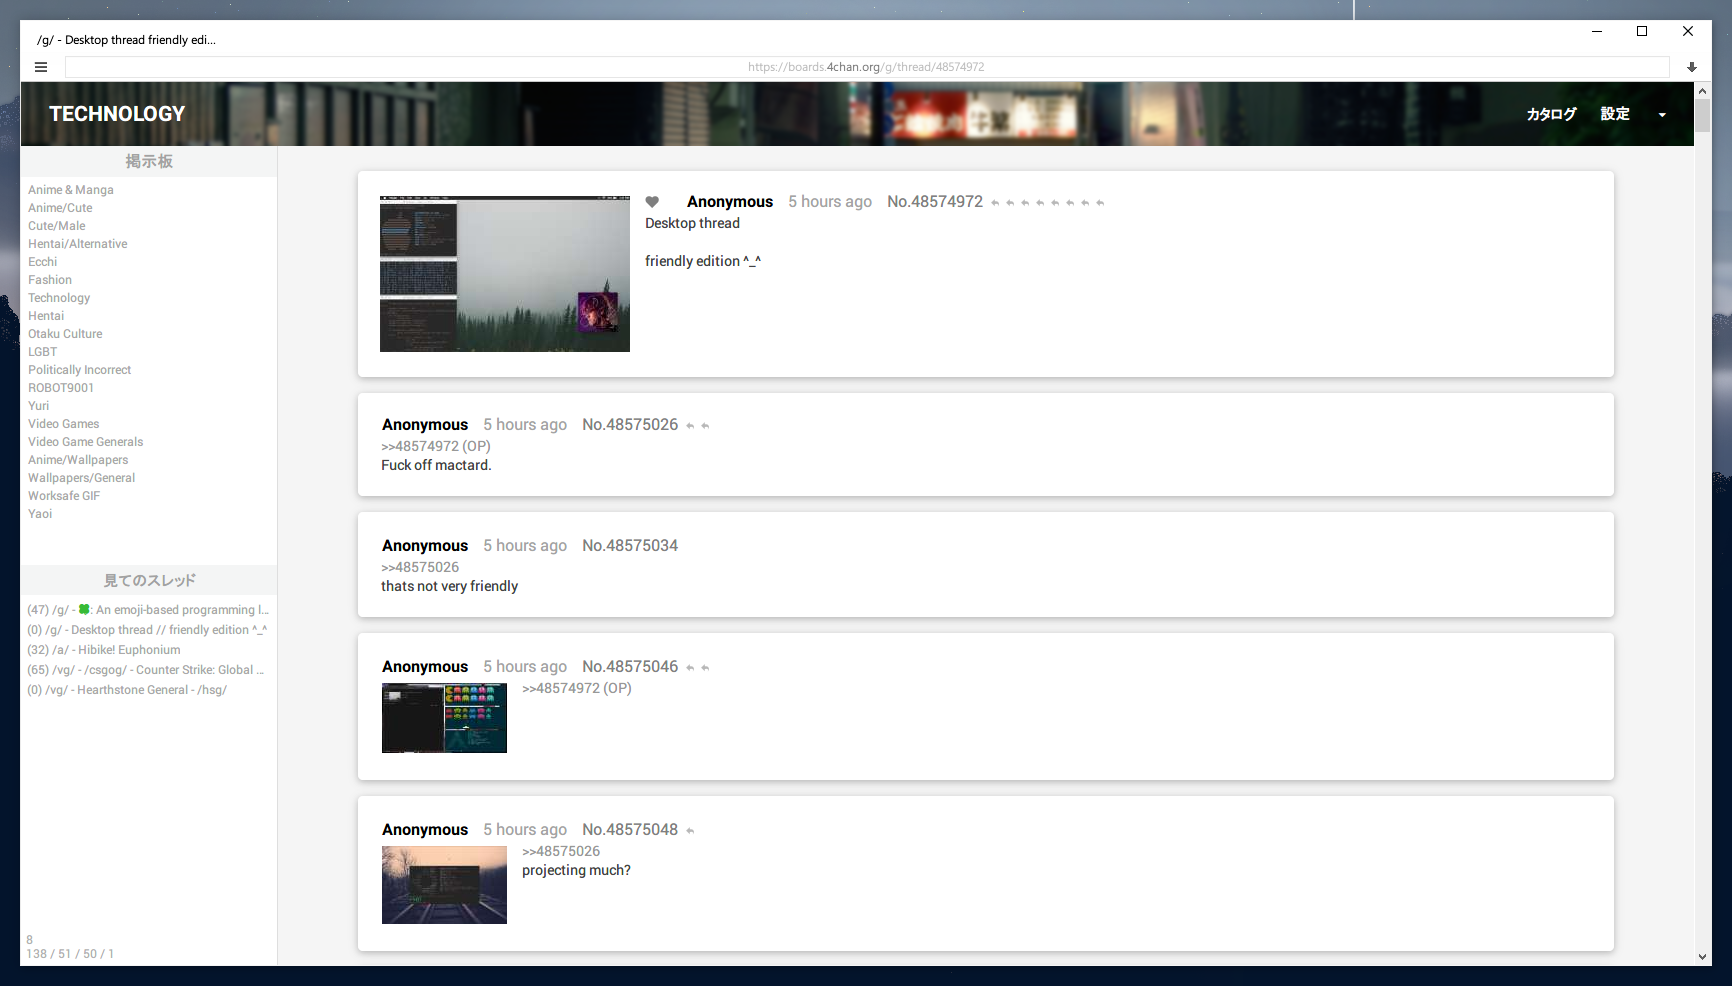 /g/ - Desktop thread friendly edi...
https://boards.4chan.org/g/thread/48574972
TECHNOLOGY
カタログ 設定
掲示板
Anime & Manga
Anime/Cute
Cute/Male
Hentai/Alternative
Ecchi
Fashion
Technology
Hentai
Otaku Culture
LGBT
Politically Incorrect
ROBOT9001
Yuri
Video Games
Video Game Generals
Anime/Wallpapers
Wallpapers/General
Worksafe GIF
Yaoi
見てのスレッド
(47) /g/ - 🍀: An emoji-based programming l...
(0) /g/ - Desktop thread // friendly edition ^_^
(32) /a/ - Hibike! Euphonium
(65) /vg/ - /csgog/ - Counter Strike: Global ...
(0) /vg/ - Hearthstone General - /hsg/
8
138 / 51 / 50 / 1
Anonymous 5 hours ago No.48574972
Desktop thread
friendly edition ^_^
Anonymous 5 hours ago No.48575026
>>48574972 (OP)
Fuck off mactard.
Anonymous 5 hours ago No.48575034
>>48575026
thats not very friendly
Anonymous 5 hours ago No.48575046
>>48574972 (OP)
Anonymous 5 hours ago No.48575048
>>48575026
projecting much?